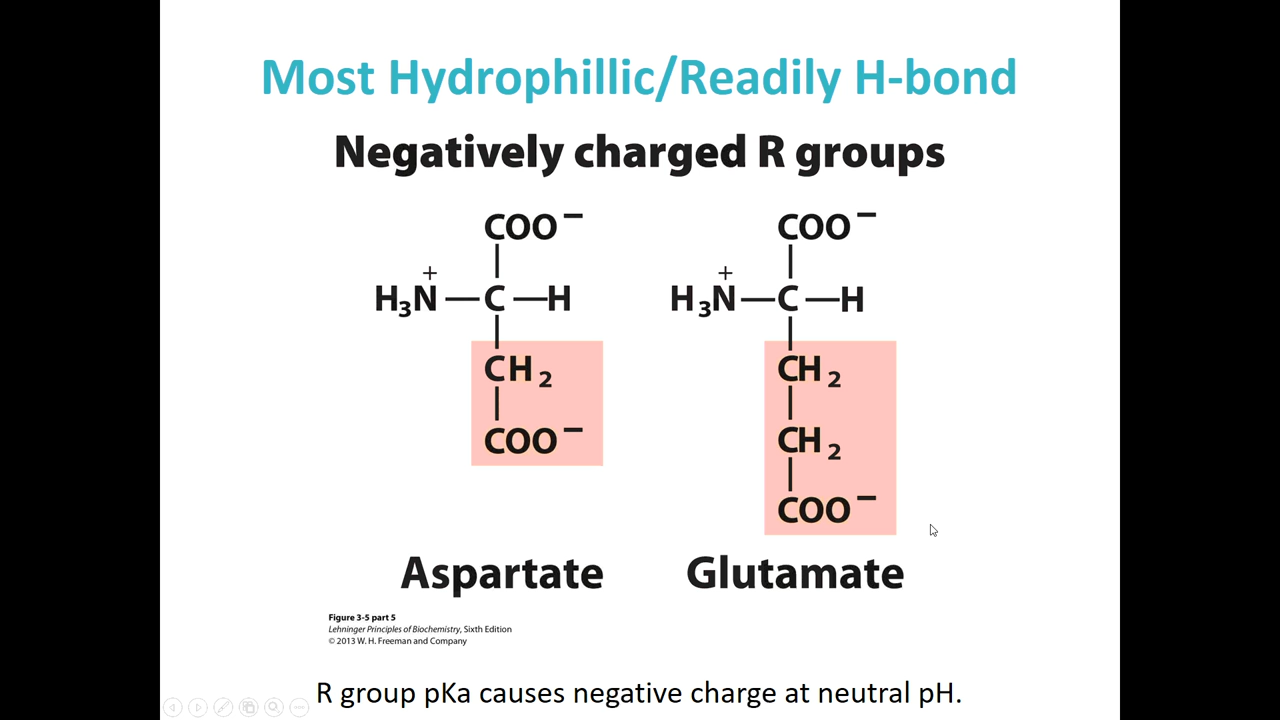 Most Hydrophillic/Readily H-bond
Negatively charged R groups
COO⁻ COO⁻
H₃N⁺—C—H H₃N⁺—C—H
CH₂ CH₂
COO⁻ CH₂
COO⁻
Aspartate Glutamate
Figure 3-5 part 5
Lehninger Principles of Biochemistry, Sixth Edition
© 2013 W. H. Freeman and Company
R group pKa causes negative charge at neutral pH.